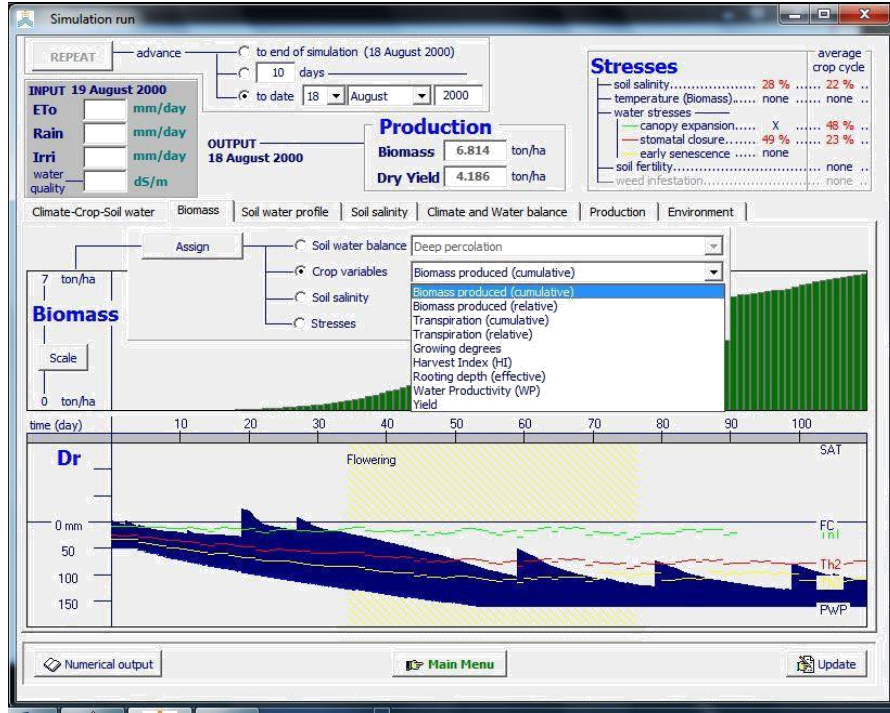 Simulation run
REPEAT
advance
to end of simulation (18 August 2000)
10 days
to date 18 August 2000
INPUT 19 August 2000
ETo mm/day
Rain mm/day
Irri mm/day
water quality dS/m
OUTPUT
18 August 2000
Production
Biomass 6.814 ton/ha
Dry Yield 4.186 ton/ha
Stresses
average
crop cycle
soil salinity.................... 28 % ...... 22 % ..
temperature (Biomass)...... none ...... none ..
water stresses
canopy expansion..... X ...... 48 % ..
stomatal closure...... 49 % ...... 23 % ..
early senescence ..... none
soil fertility........................................ none ..
weed infestation.................................. none ..
Climate-Crop-Soil water
Biomass
Soil water profile
Soil salinity
Climate and Water balance
Production
Environment
Assign
Soil water balance
Deep percolation
Crop variables
Biomass produced (cumulative)
Soil salinity
Stresses
Biomass produced (cumulative)
Biomass produced (relative)
Transpiration (cumulative)
Transpiration (relative)
Growing degrees
Harvest Index (HI)
Rooting depth (effective)
Water Productivity (WP)
Yield
7 ton/ha
Biomass
Scale
0 ton/ha
time (day) 10 20 30 40 50 60 70 80 90 100
Dr
Flowering
SAT
0 mm
FC
50
Th2
100
150
PWP
Numerical output
Main Menu
Update